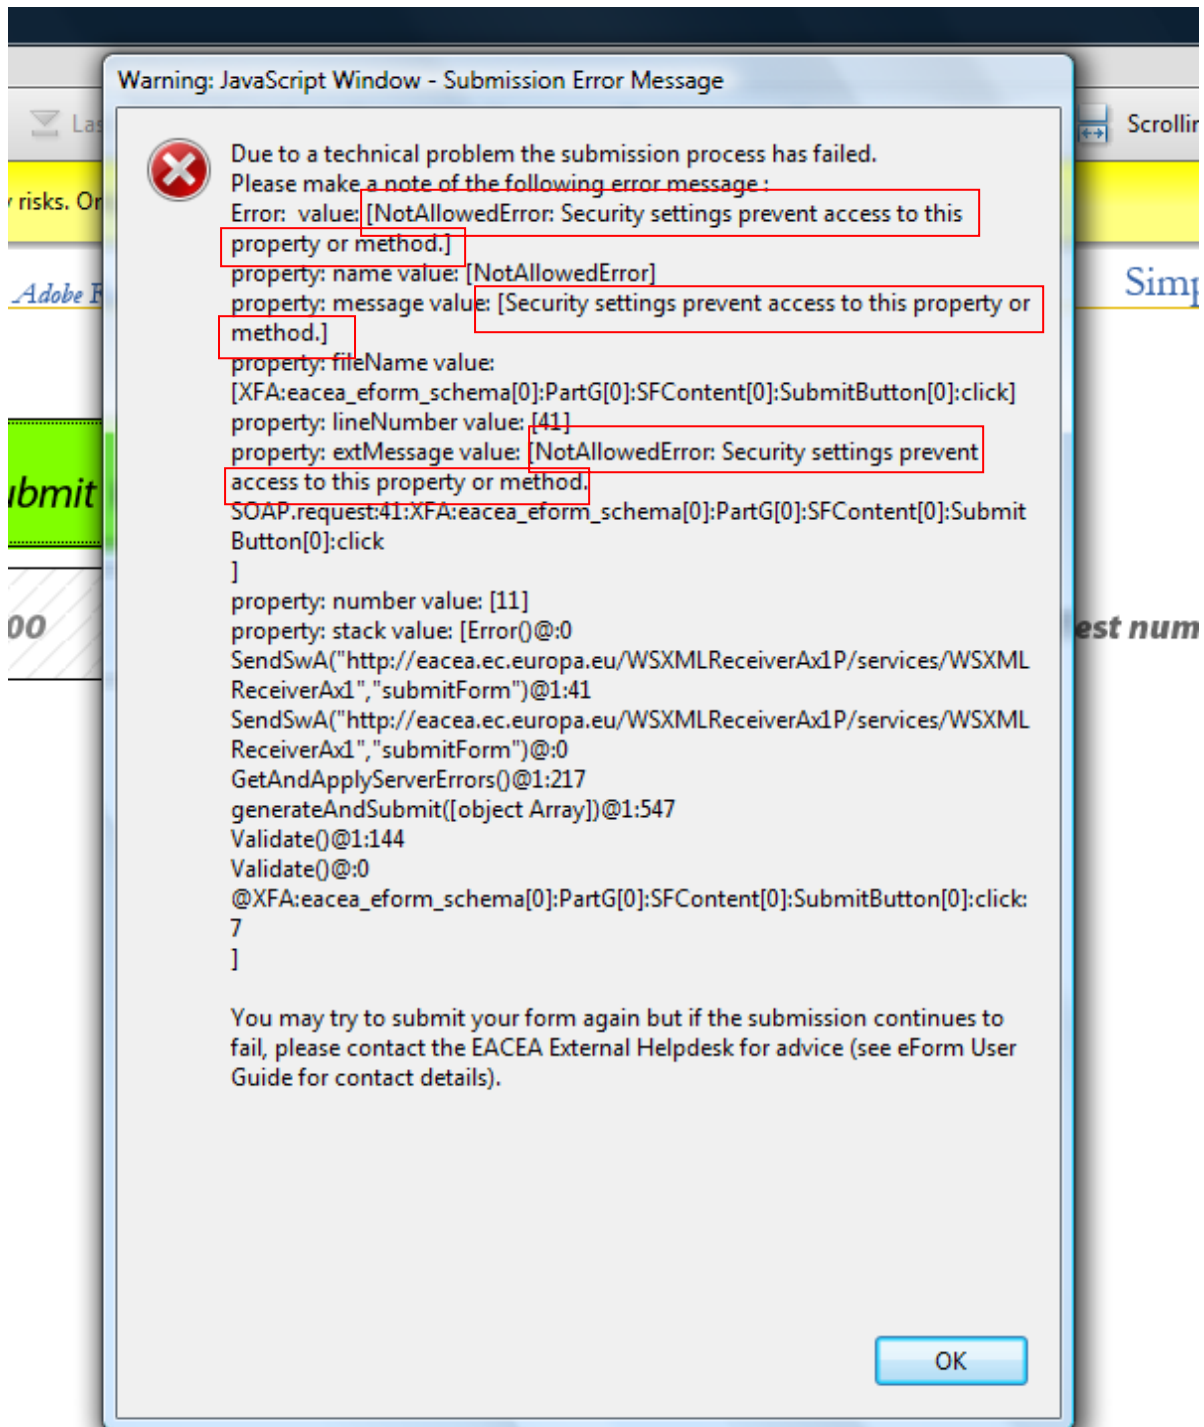 Warning: JavaScript Window - Submission Error Message
Scrollin
Due to a technical problem the submission process has failed.
Please make a note of the following error message :
risks. Or
Error:  value: [NotAllowedError: Security settings prevent access to this
property or method.]
property: name value: [NotAllowedError]
Adobe
Simp
property: message value: [Security settings prevent access to this property or
method.]
property: fileName value:
[XFA:eacea_eform_schema[0]:PartG[0]:SFContent[0]:SubmitButton[0]:click]
property: lineNumber value: [41]
property: extMessage value: [NotAllowedError: Security settings prevent
access to this property or method.
ubmit
SOAP.request:41:XFA:eacea_eform_schema[0]:PartG[0]:SFContent[0]:Submit
Button[0]:click
]
property: number value: [11]
property: stack value: [Error()@:0
00
est num
SendSwA("http://eacea.ec.europa.eu/WSXMLReceiverAx1P/services/WSXML
ReceiverAx1","submitForm")@1:41
SendSwA("http://eacea.ec.europa.eu/WSXMLReceiverAx1P/services/WSXML
ReceiverAx1","submitForm")@:0
GetAndApplyServerErrors()@1:217
generateAndSubmit([object Array])@1:547
Validate()@1:144
Validate()@:0
@XFA:eacea_eform_schema[0]:PartG[0]:SFContent[0]:SubmitButton[0]:click:
7
]
You may try to submit your form again but if the submission continues to
fail, please contact the EACEA External Helpdesk for advice (see eForm User
Guide for contact details).
OK